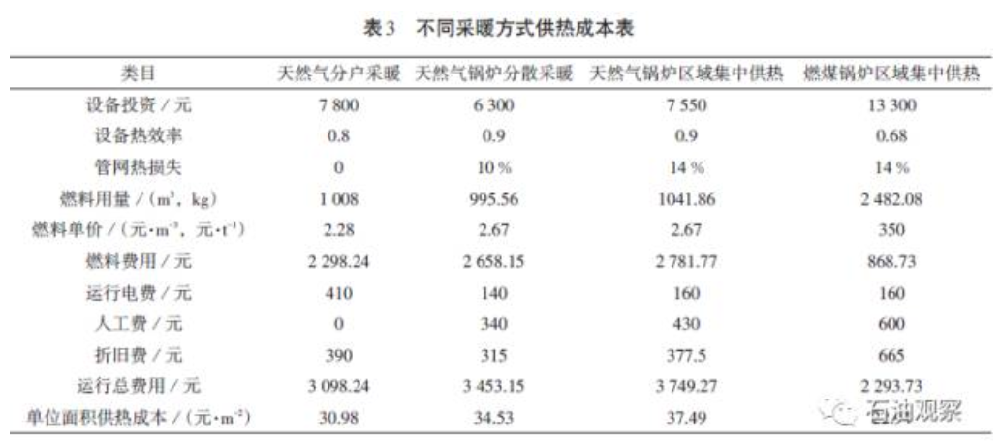 表3 不同采暖方式供热成本表
类目 天然气分户采暖 天然气锅炉分散采暖 天然气锅炉区域集中供热 燃煤锅炉区域集中供热
设备投资/元 7 800 6 300 7 550 13 300
设备热效率 0.8 0.9 0.9 0.68
管网热损失 0 10% 14% 14%
燃料用量/(m³, kg) 1 008 995.56 1041.86 2 482.08
燃料单价/(元·m⁻³, 元·t⁻¹) 2.28 2.67 2.67 350
燃料费用/元 2 298.24 2 658.15 2 781.77 868.73
运行电费/元 410 140 160 160
人工费/元 0 340 430 600
折旧费/元 390 315 377.5 665
运行总费用/元 3 098.24 3 453.15 3 749.27 2 293.73
单位面积供热成本/(元·m⁻²) 30.98 34.53 37.49
石油观察